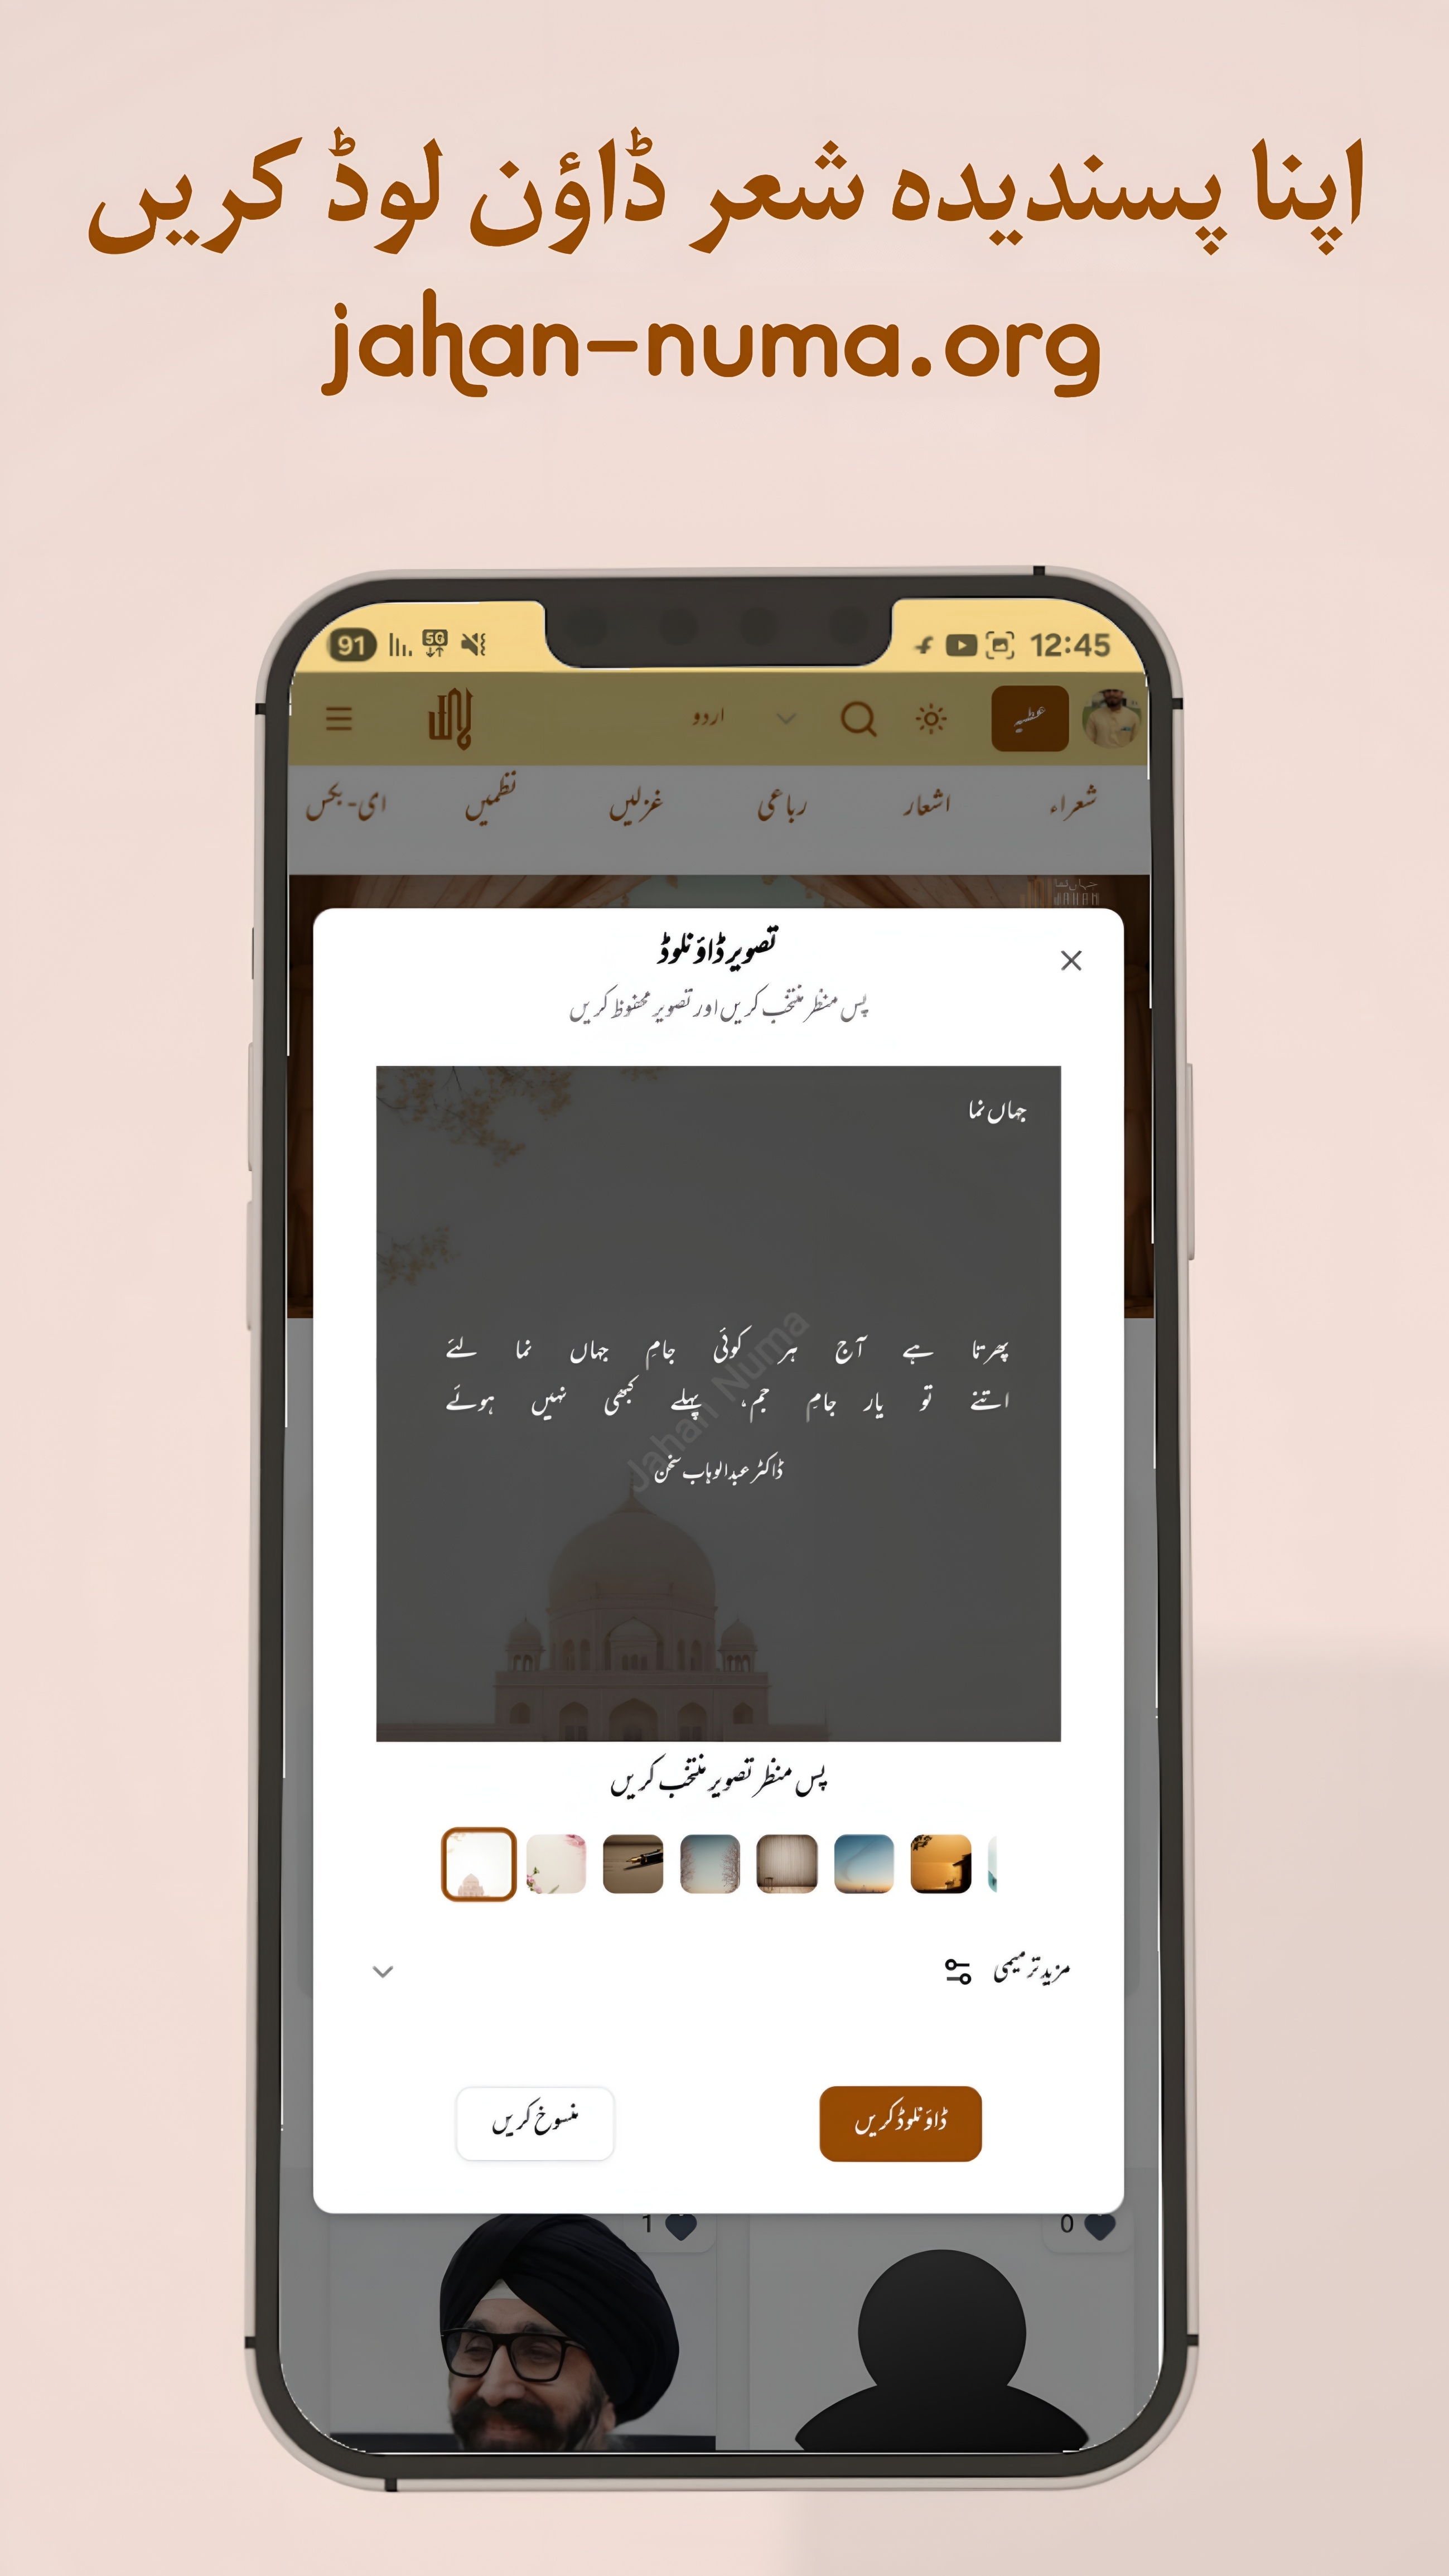 اپنا پسندیدہ شعر ڈاؤن لوڈ کریں
jahan-numa.org
91 5G 12:45
عطیہ اردو
شعراء اشعار رباعی غزلیں نظمیں ای-بکس
جہاں نما
JAHAN
تصویر ڈاؤنلوڈ
پس منظر منتخب کریں اور تصویر محفوظ کریں
جہاں نما
پھرتا ہے آج ہر کوئی جامِ جہاں نما لئے
اتنے تو یار جامِ جم، پہلے کبھی نہیں ہوئے
Jahan Numa
ڈاکٹر عبدالوہاب سخن
پس منظر تصویر منتخب کریں
مزید ترمیمی
ڈاؤنلوڈ کریں
منسوخ کریں
0
1